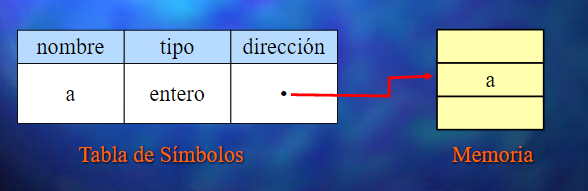 nombre tipo dirección
a entero
a
Tabla de Símbolos
Memoria